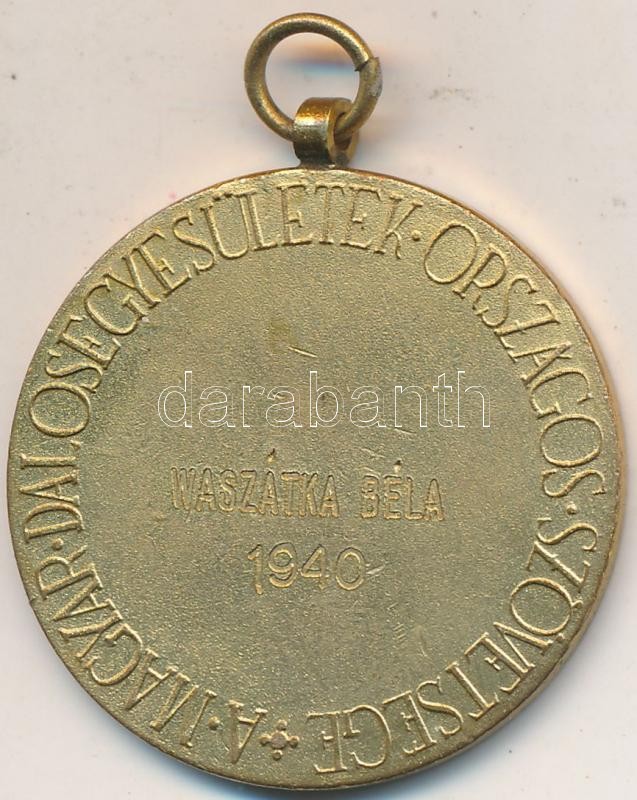 A · MAGYAR · DALOSEGYESÜLETEK · ORSZÁGOS · SZÖVETSÉGE
darabanth
WASZÁTKA BÉLA
1940